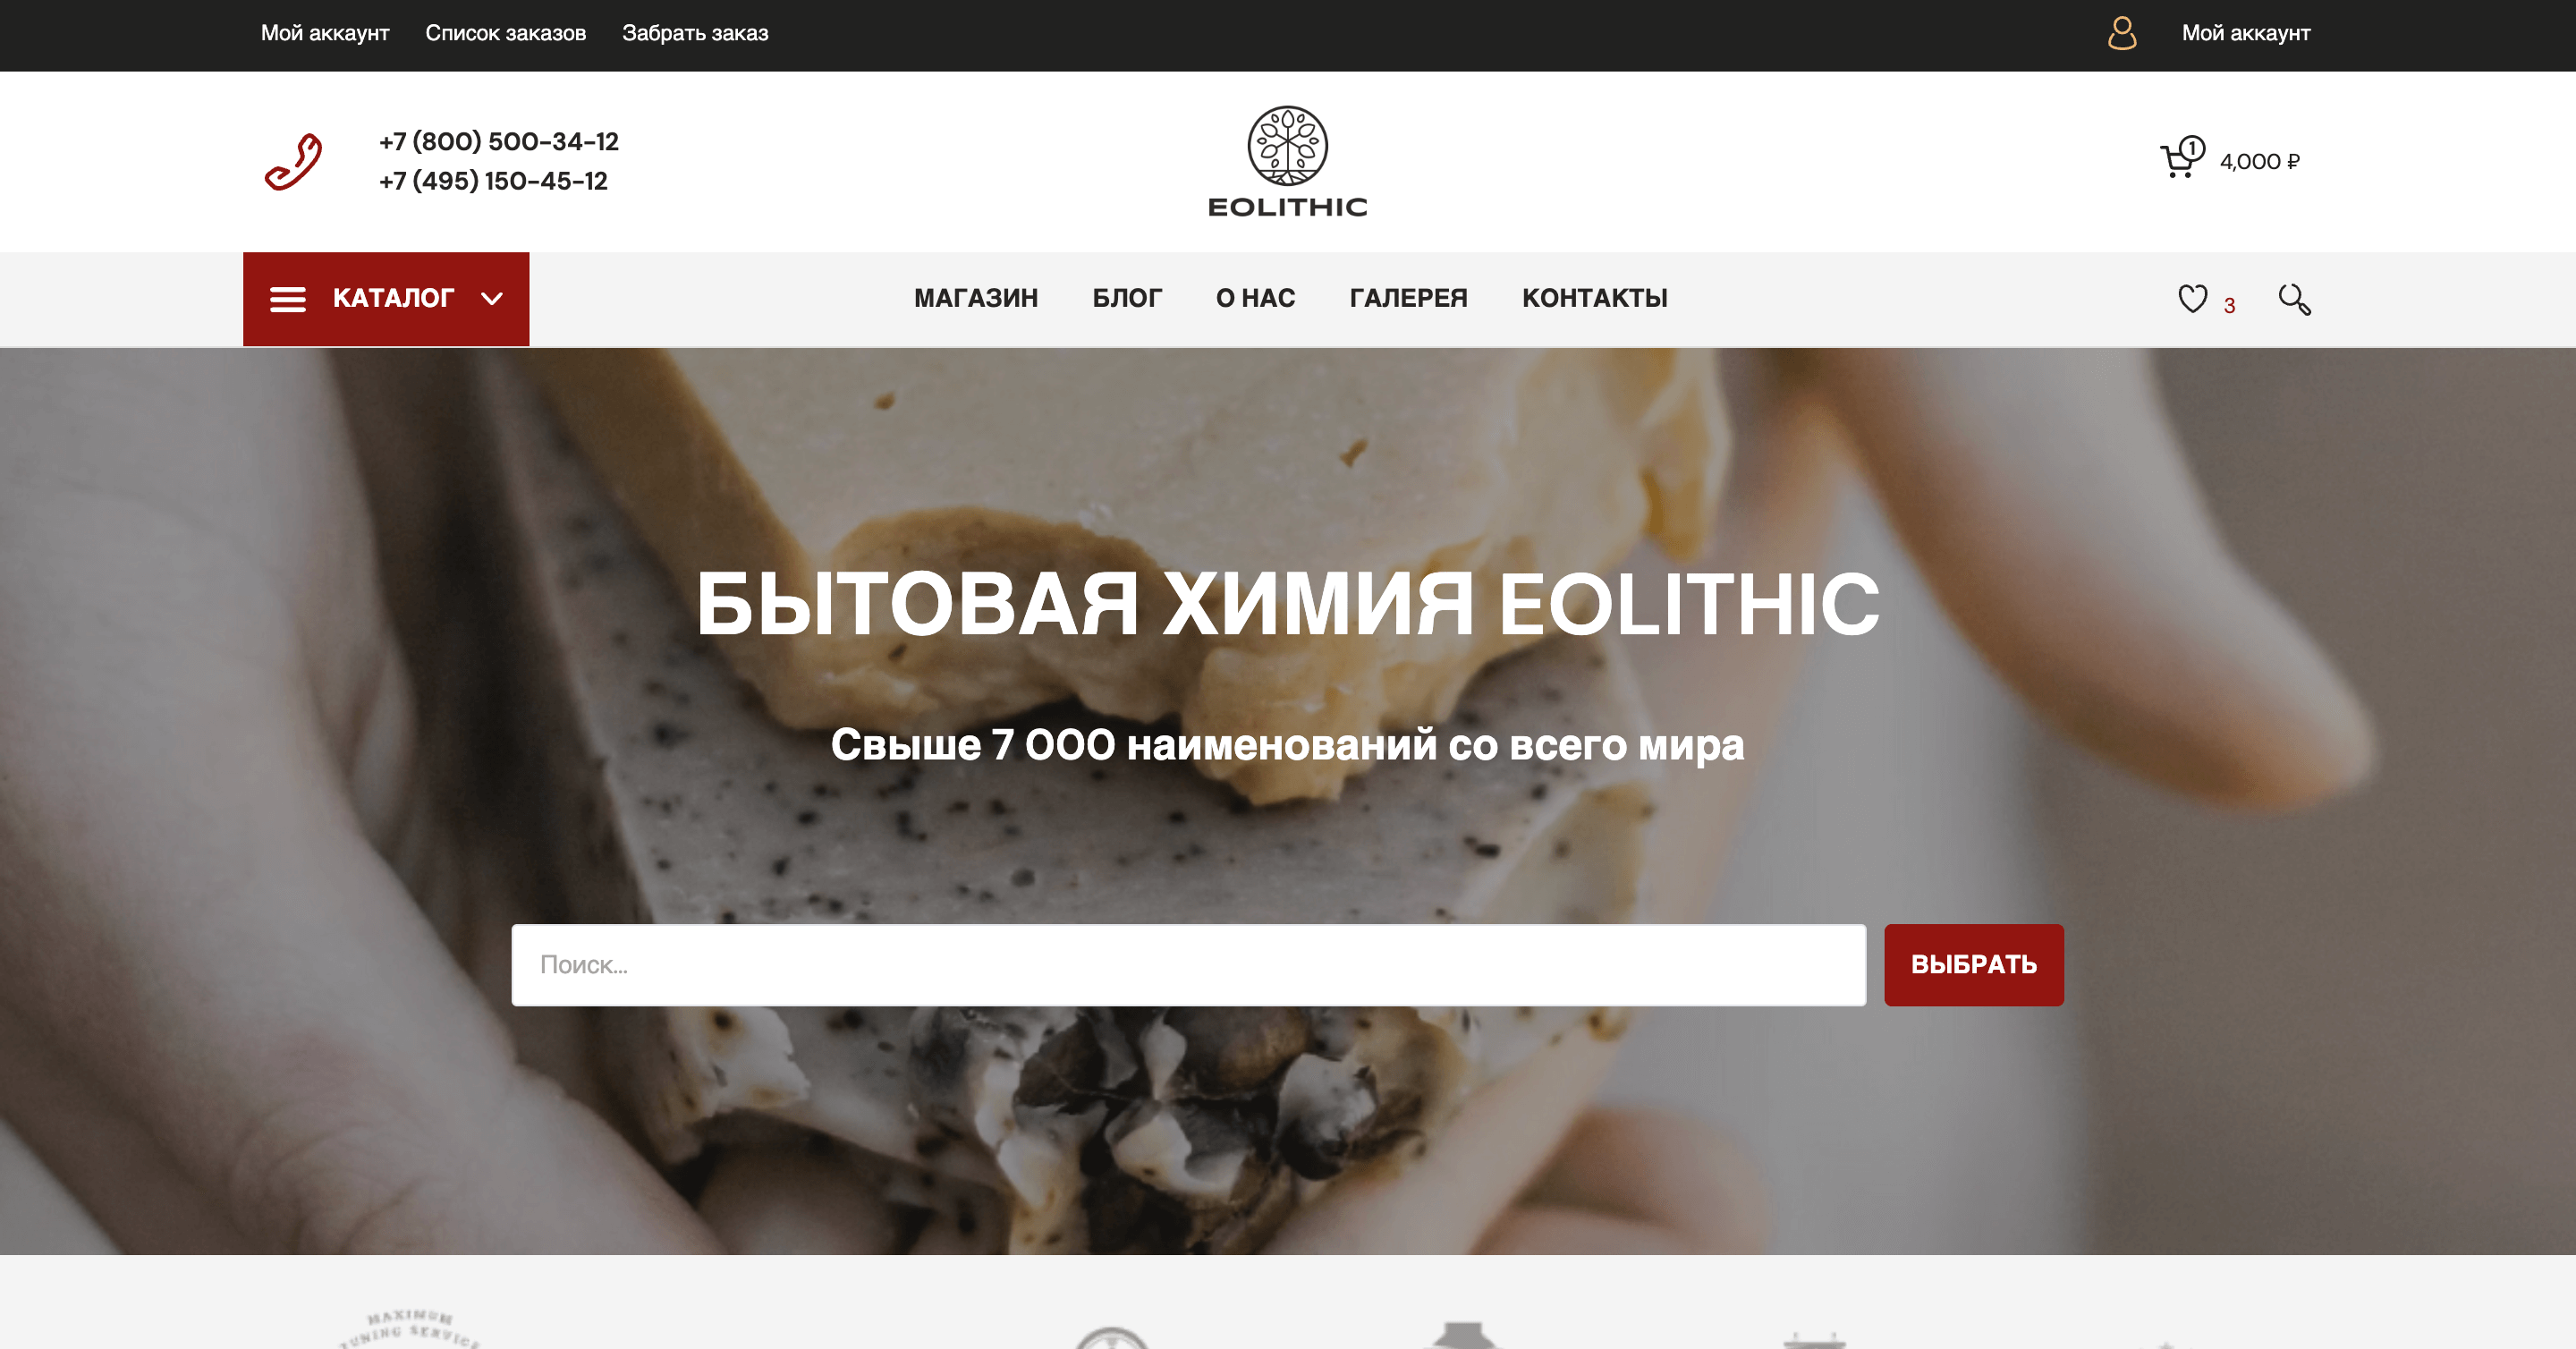 Мой аккаунт Список заказов Забрать заказ Мой аккаунт
+7 (800) 500-34-12
+7 (495) 150-45-12
EOLITHIC
1 4,000 ₽
КАТАЛОГ МАГАЗИН БЛОГ О НАС ГАЛЕРЕЯ КОНТАКТЫ 3
БЫТОВАЯ ХИМИЯ EOLITHIC
Свыше 7 000 наименований со всего мира
Поиск... ВЫБРАТЬ
MAXIMUM
TUNING SERVICE